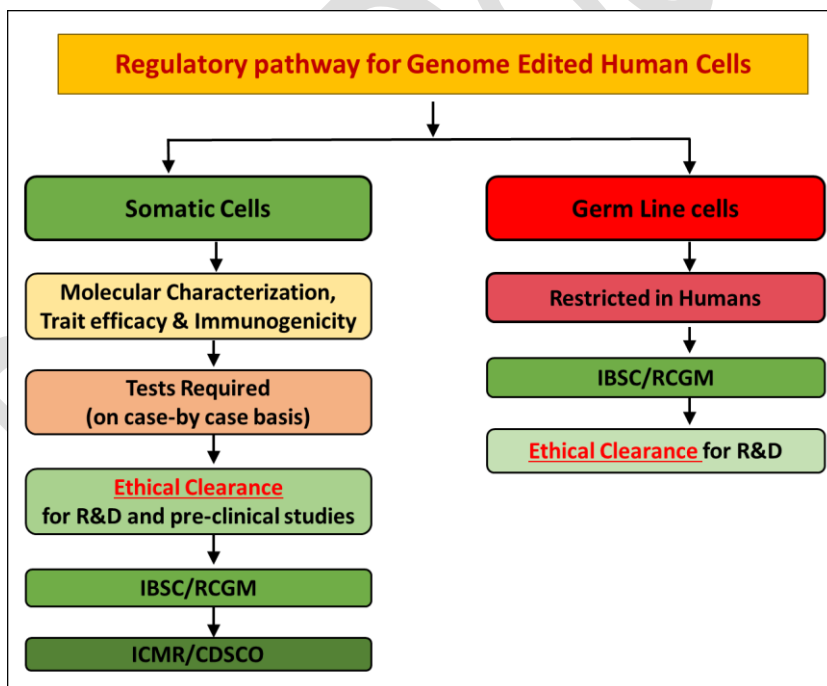 Regulatory pathway for Genome Edited Human Cells
Somatic Cells
Molecular Characterization,
Trait efficacy & Immunogenicity
Tests Required
(on case-by case basis)
Ethical Clearance
for R&D and pre-clinical studies
IBSC/RCGM
ICMR/CDSCO
Germ Line cells
Restricted in Humans
IBSC/RCGM
Ethical Clearance for R&D